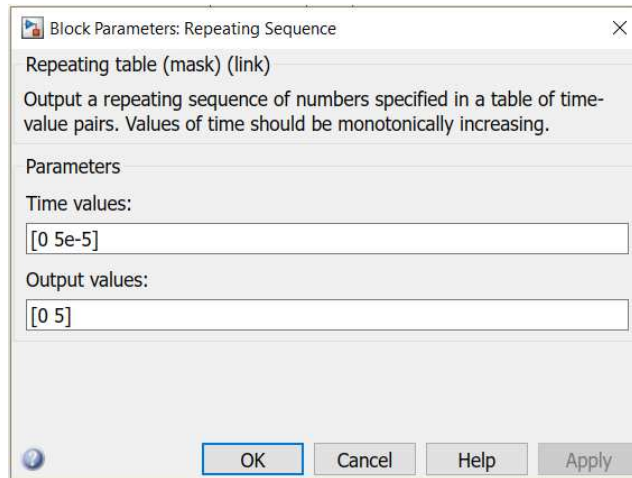 Block Parameters: Repeating Sequence
Repeating table (mask) (link)
Output a repeating sequence of numbers specified in a table of time-
value pairs. Values of time should be monotonically increasing.
Parameters
Time values:
[0 5e-5]
Output values:
[0 5]
OK Cancel Help Apply